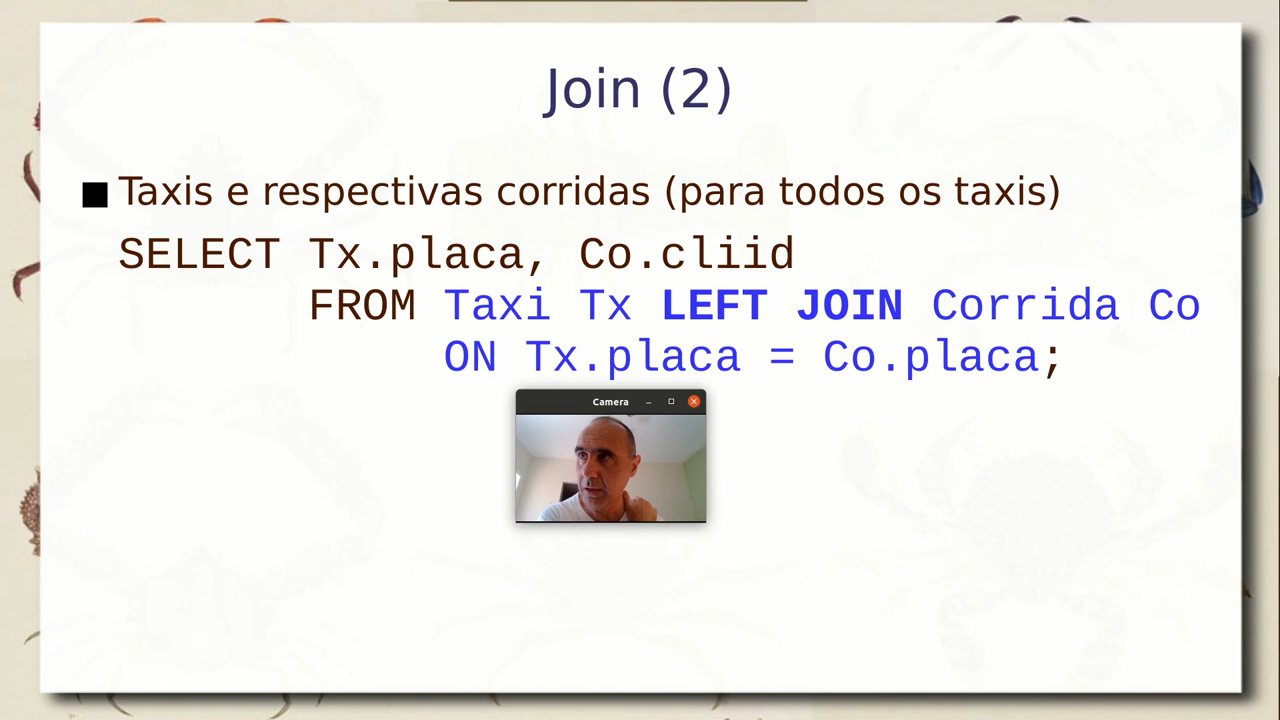 Join (2)
Taxis e respectivas corridas (para todos os taxis)
SELECT Tx.placa, Co.cliid
FROM Taxi Tx LEFT JOIN Corrida Co
ON Tx.placa = Co.placa;
Camera